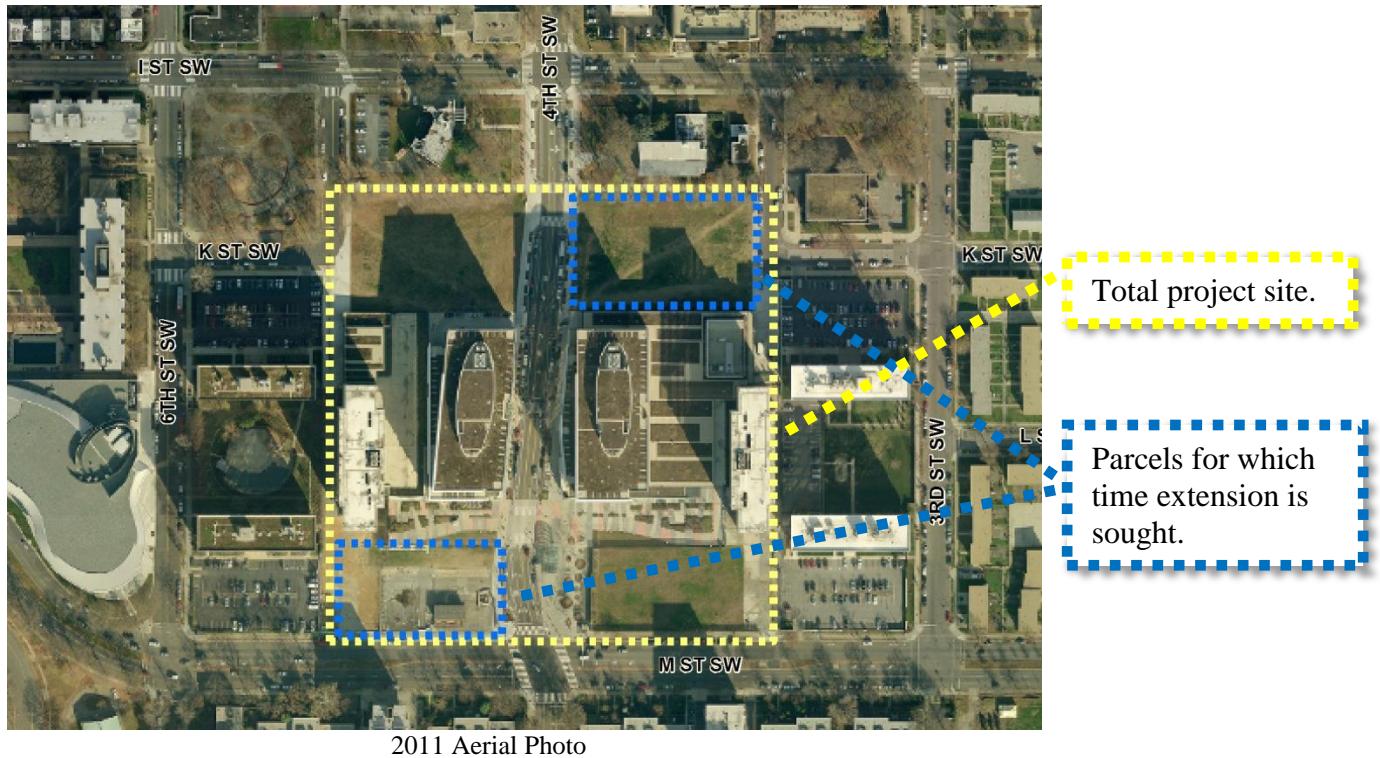 I ST SW
4TH ST SW
K ST SW
K ST SW
Total project site.
6TH ST SW
3RD ST SW
L S
Parcels for which
time extension is
sought.
M ST SW
2011 Aerial Photo